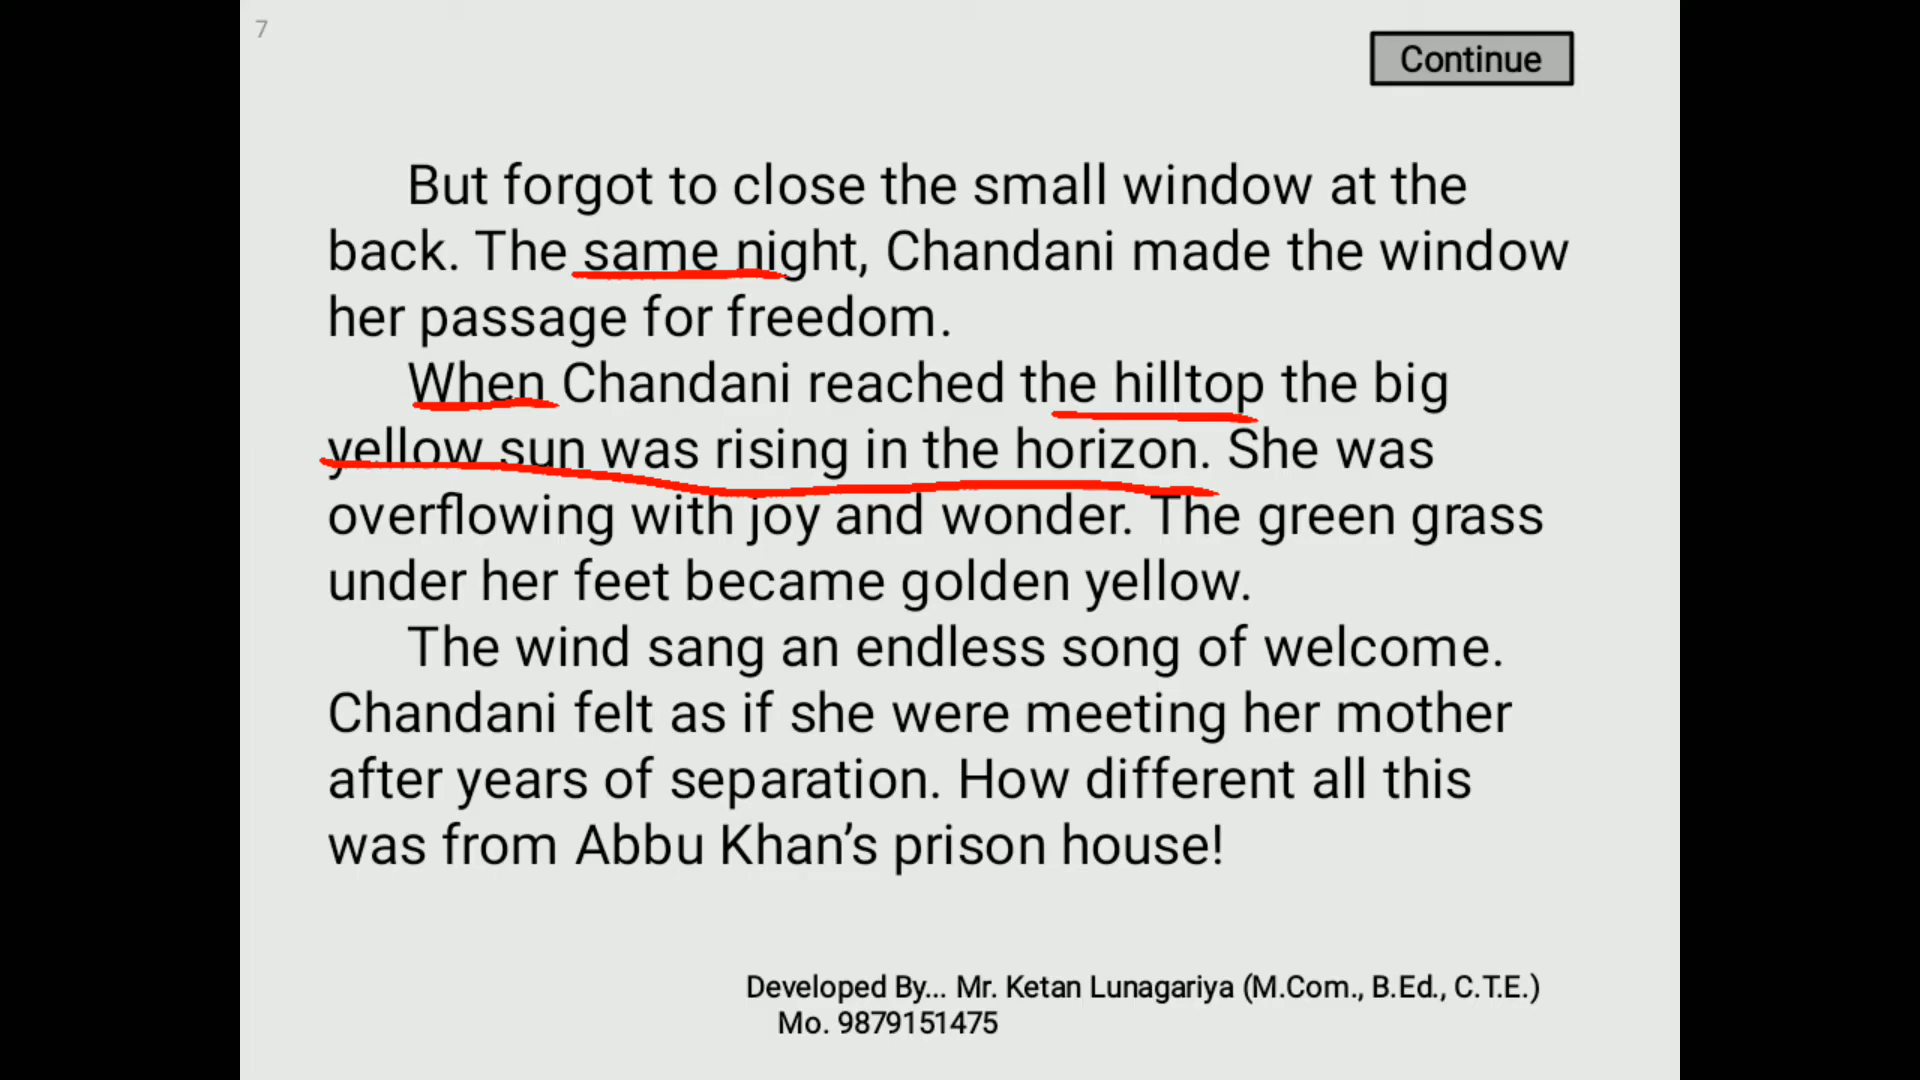 7
Continue
But forgot to close the small window at the
back. The same night, Chandani made the window
her passage for freedom.
When Chandani reached the hilltop the big
yellow sun was rising in the horizon. She was
overflowing with joy and wonder. The green grass
under her feet became golden yellow.
The wind sang an endless song of welcome.
Chandani felt as if she were meeting her mother
after years of separation. How different all this
was from Abbu Khan’s prison house!
Developed By... Mr. Ketan Lunagariya (M.Com., B.Ed., C.T.E.)
Mo. 9879151475